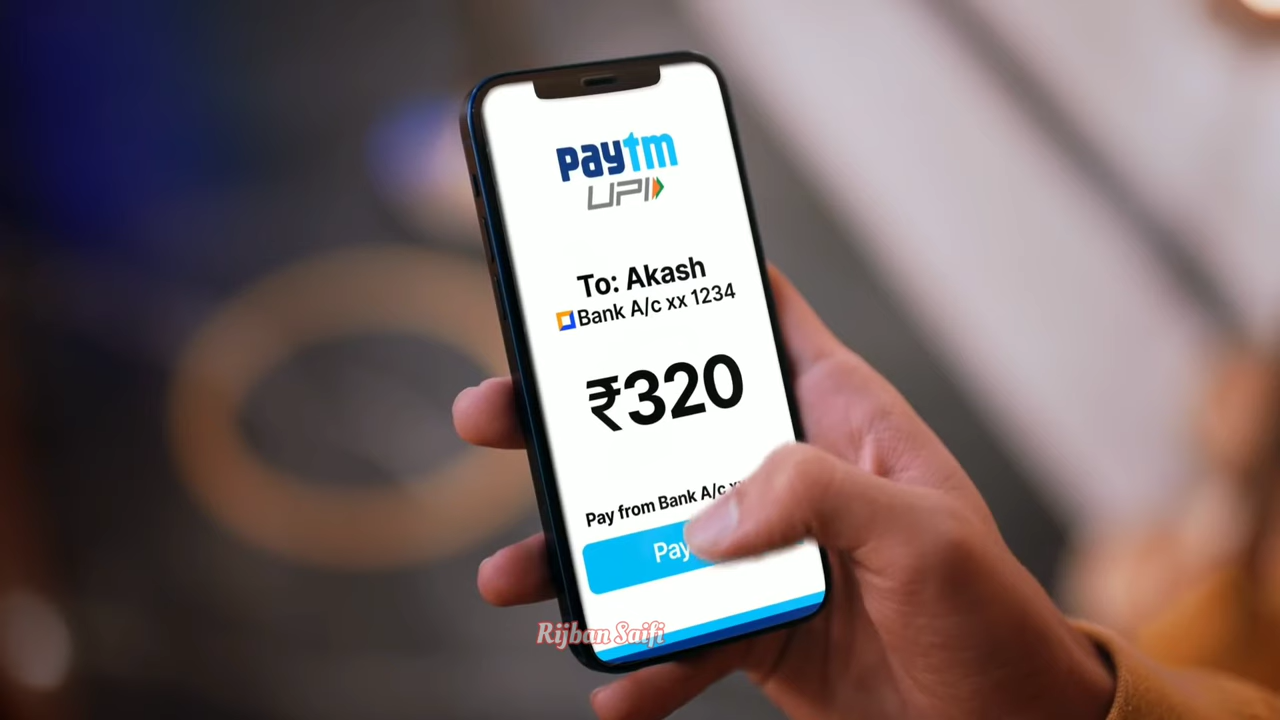 paytm
UPI
To: Akash
Bank A/c xx 1234
₹320
Pay from Bank A/c
Pay
Rijban Saifi